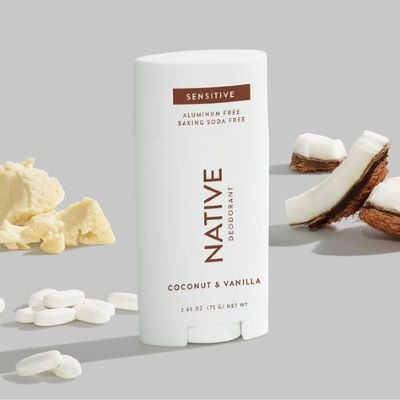 SENSITIVE
ALUMINUM FREE
BAKING SODA FREE
NATIVE
DEODORANT
COCONUT & VANILLA
2.65 OZ (75 G) NET WT